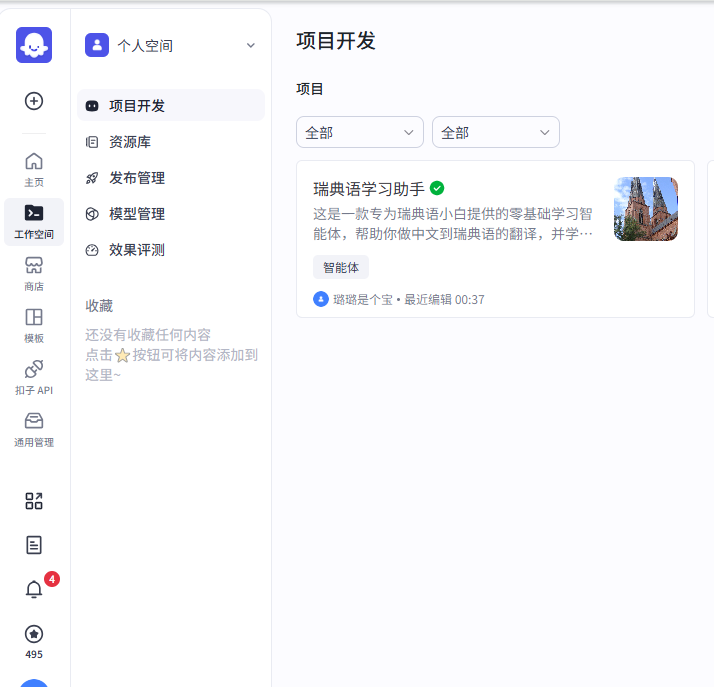 主页
工作空间
商店
模板
扣子 API
通用管理
4
495
个人空间
项目开发
资源库
发布管理
模型管理
效果评测
收藏
还没有收藏任何内容
点击⭐按钮可将内容添加到
这里~
项目开发
项目
全部
全部
瑞典语学习助手
这是一款专为瑞典语小白提供的零基础学习智
能体，帮助你做中文到瑞典语的翻译，并学…
智能体
璐璐是个宝 • 最近编辑 00:37